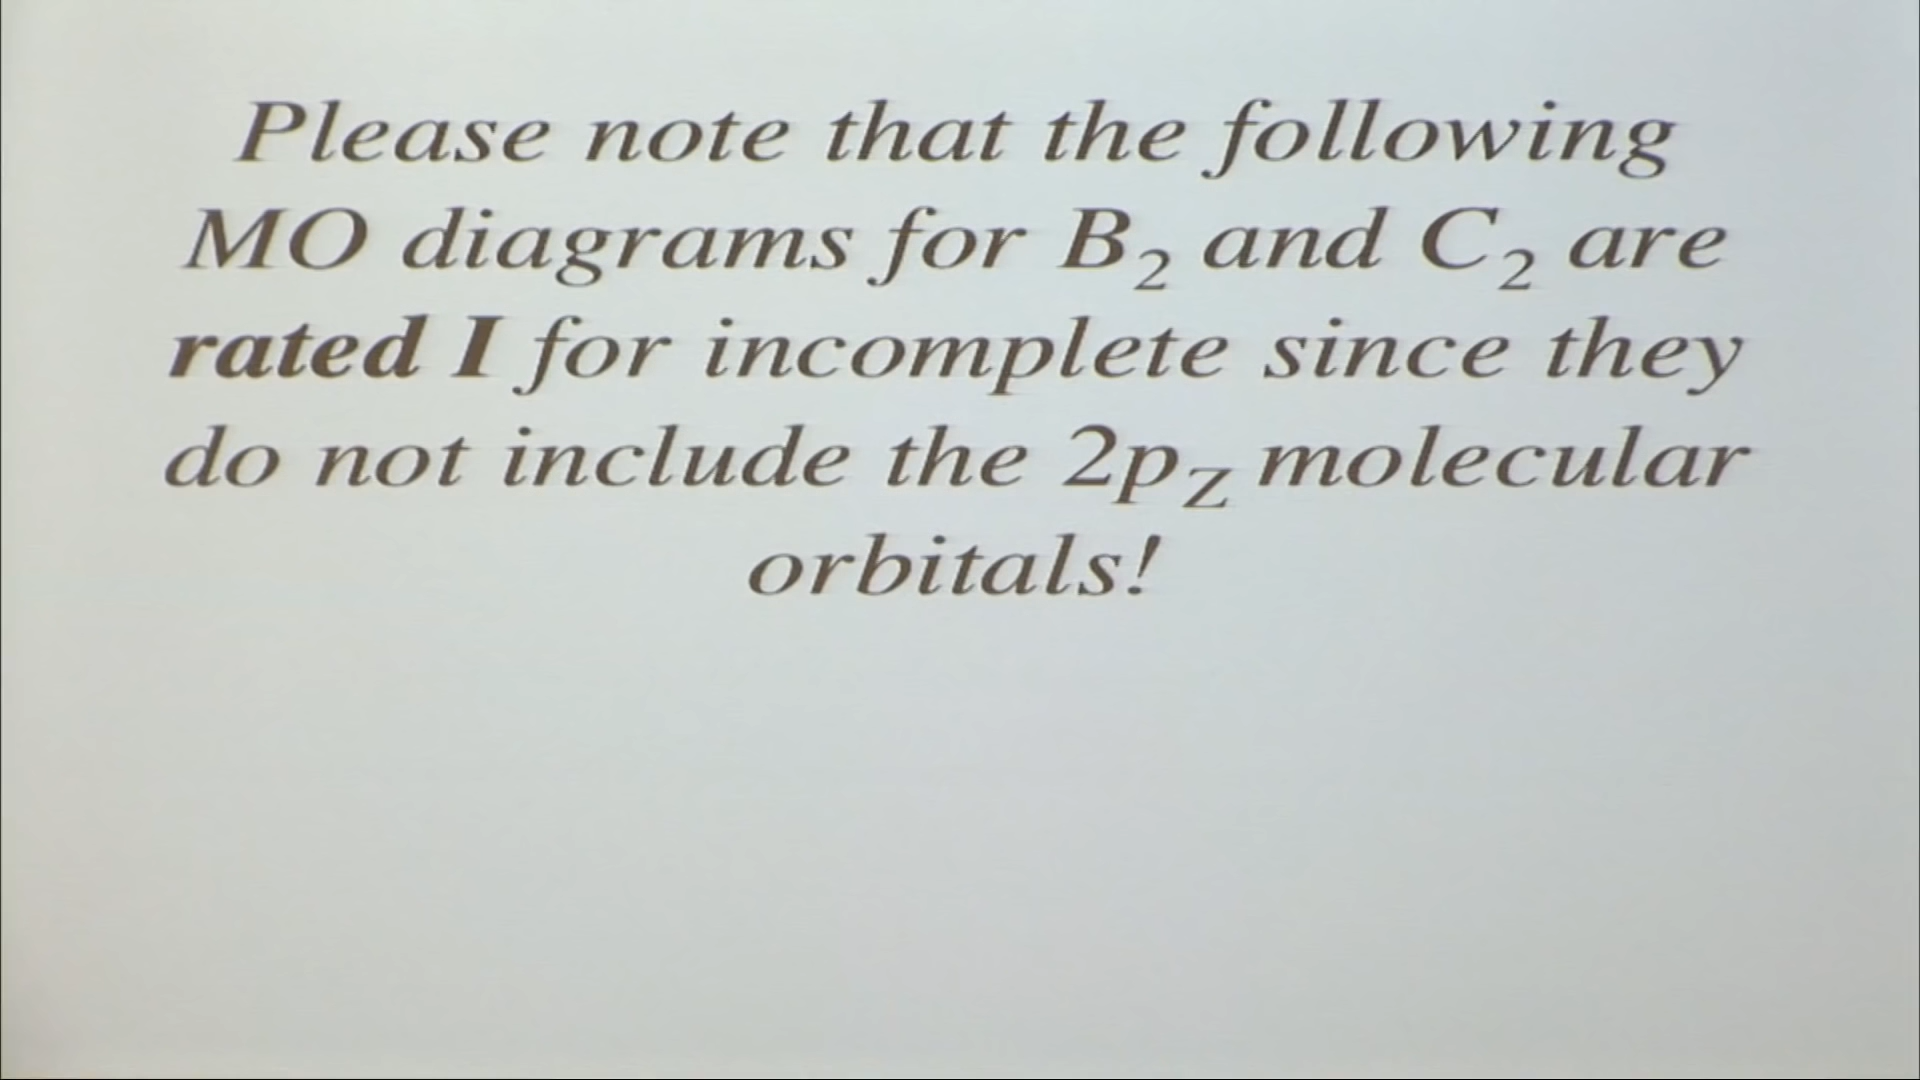 Please note that the following
MO diagrams for B₂ and C₂ are
rated I for incomplete since they
do not include the 2p_Z molecular
orbitals!